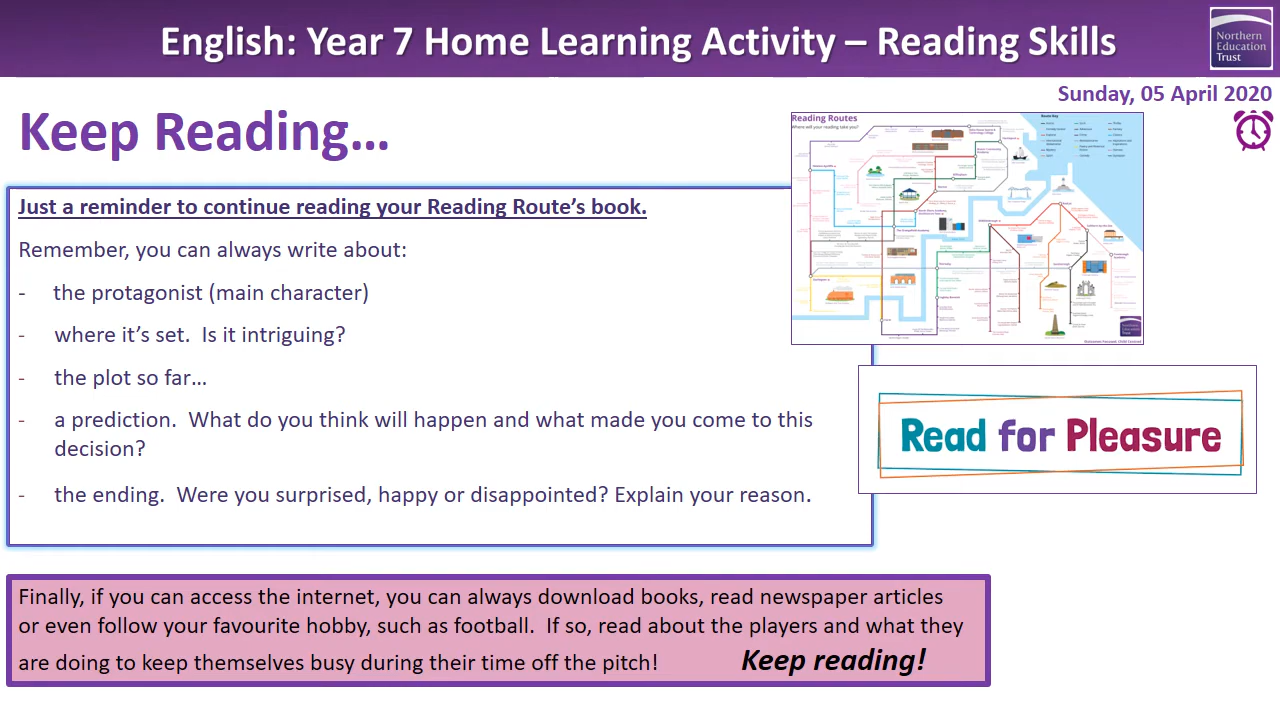 English: Year 7 Home Learning Activity – Reading Skills
Northern
Education
Trust
Sunday, 05 April 2020
Keep Reading…
Reading Routes
Where will your reading take you?
Just a reminder to continue reading your Reading Route’s book.
Remember, you can always write about:
- the protagonist (main character)
- where it’s set.  Is it intriguing?
- the plot so far…
- a prediction.  What do you think will happen and what made you come to this
decision?
- the ending.  Were you surprised, happy or disappointed? Explain your reason.
Read for Pleasure
Finally, if you can access the internet, you can always download books, read newspaper articles
or even follow your favourite hobby, such as football.  If so, read about the players and what they
are doing to keep themselves busy during their time off the pitch! Keep reading!